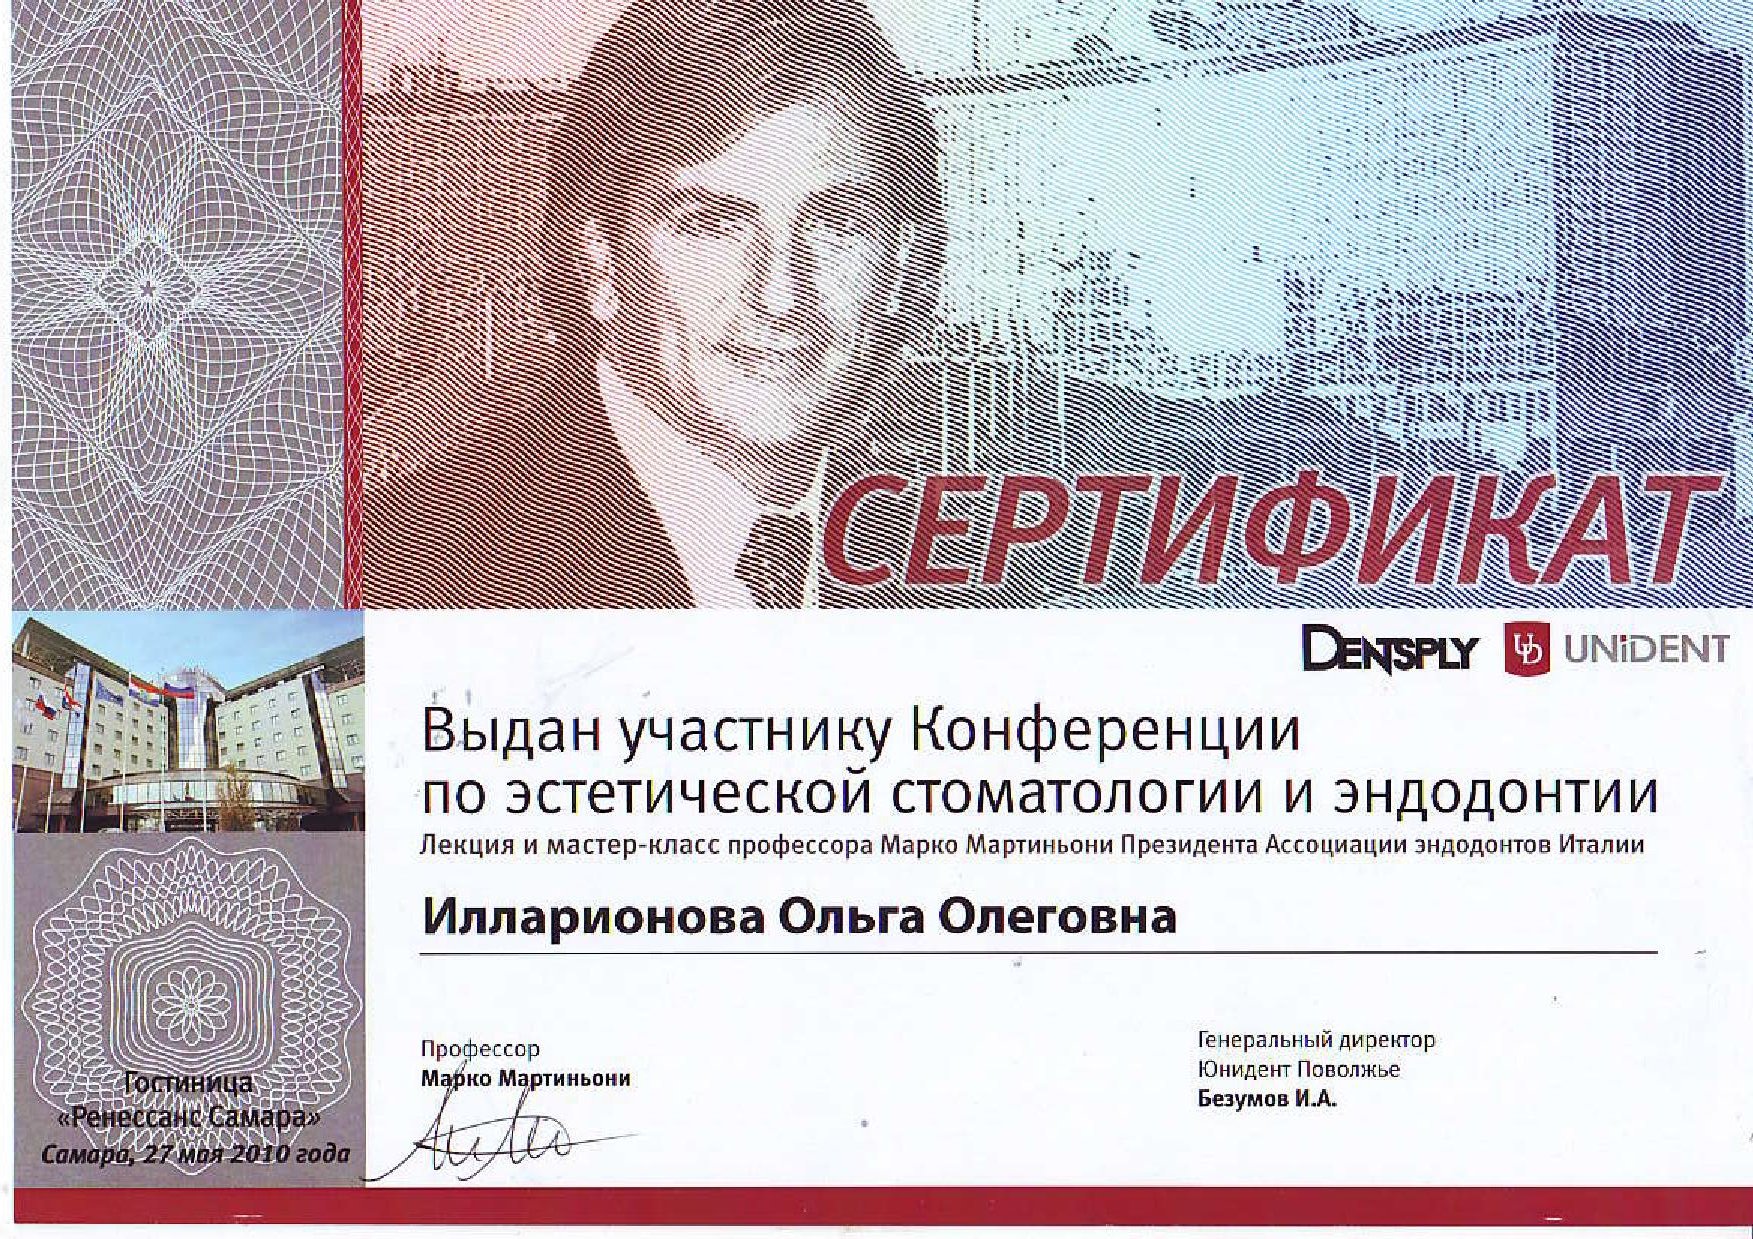 СЕРТИФИКАТ
DENTSPLY UD UNiDENT
Выдан участнику Конференции
по эстетической стоматологии и эндодонтии
Лекция и мастер-класс профессора Марко Мартиньони Президента Ассоциации эндодонтов Италии
Илларионова Ольга Олеговна
Профессор
Марко Мартиньони
Генеральный директор
Юнидент Поволжье
Безумов И.А.
Гостиница
«Ренессанс Самара»
Самара, 27 мая 2010 года